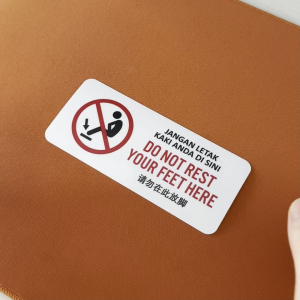 JANGAN LETAK
KAKI ANDA DI SINI
DO NOT REST
YOUR FEET HERE
请勿在此放脚